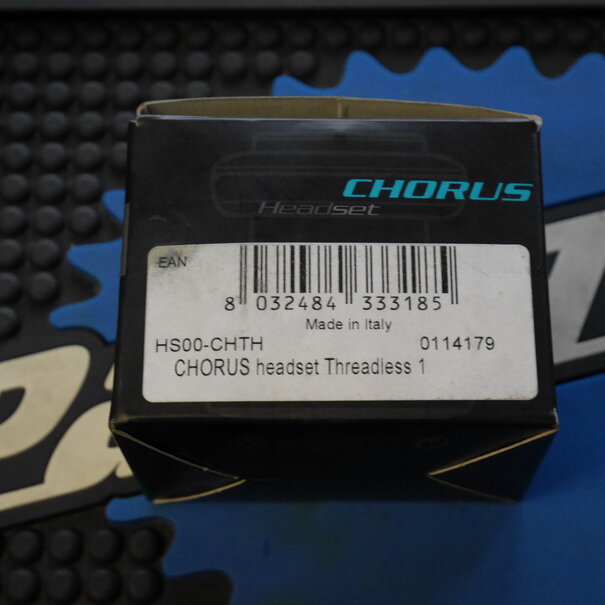 CHORUS
Headset
EAN
8 032484 333185
Made in Italy
HS00-CHTH 0114179
CHORUS headset Threadless 1